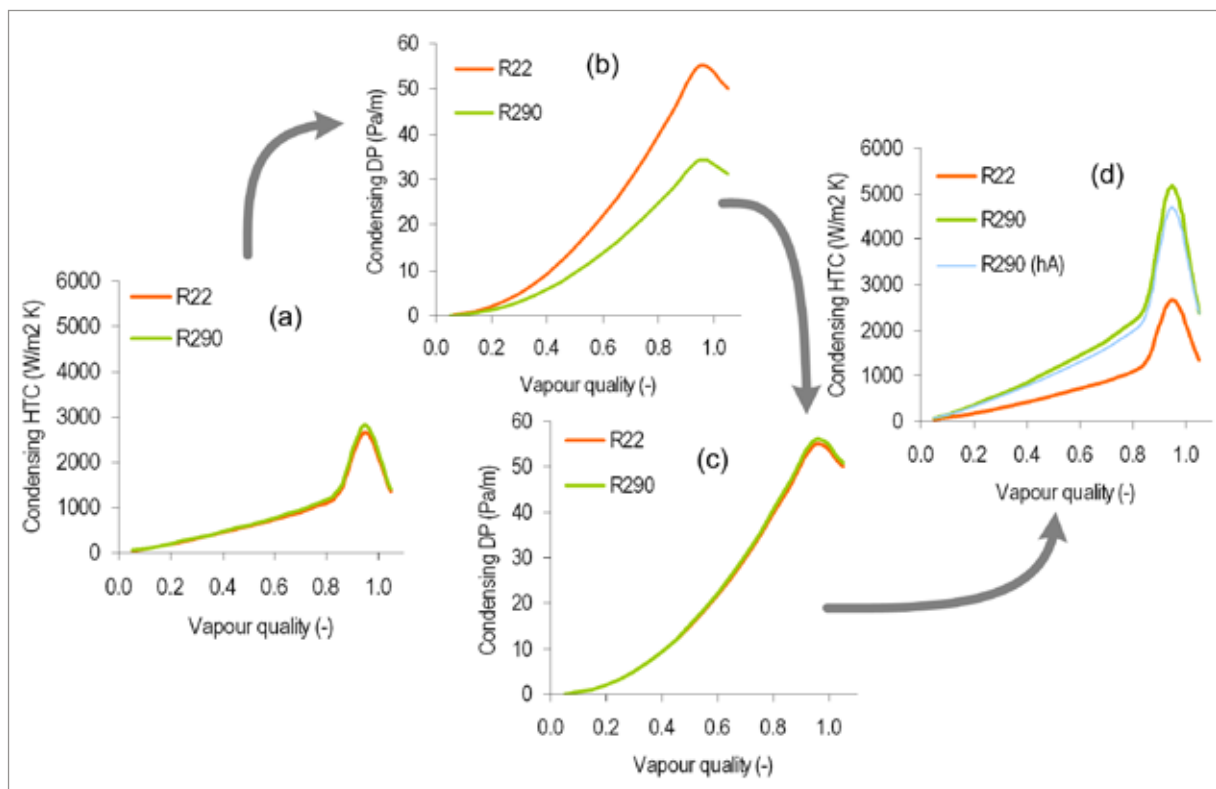 (a)
R22
R290
Condensing HTC (W/m2 K)
6000
5000
4000
3000
2000
1000
0
0.0 0.2 0.4 0.6 0.8 1.0
Vapour quality (-)
(b)
R22
R290
Condensing DP (Pa/m)
60
50
40
30
20
10
0
0.0 0.2 0.4 0.6 0.8 1.0
Vapour quality (-)
(c)
R22
R290
Condensing DP (Pa/m)
60
50
40
30
20
10
0
0.0 0.2 0.4 0.6 0.8 1.0
Vapour quality (-)
(d)
R22
R290
R290 (hA)
Condensing HTC (W/m2 K)
6000
5000
4000
3000
2000
1000
0
0.0 0.2 0.4 0.6 0.8 1.0
Vapour quality (-)